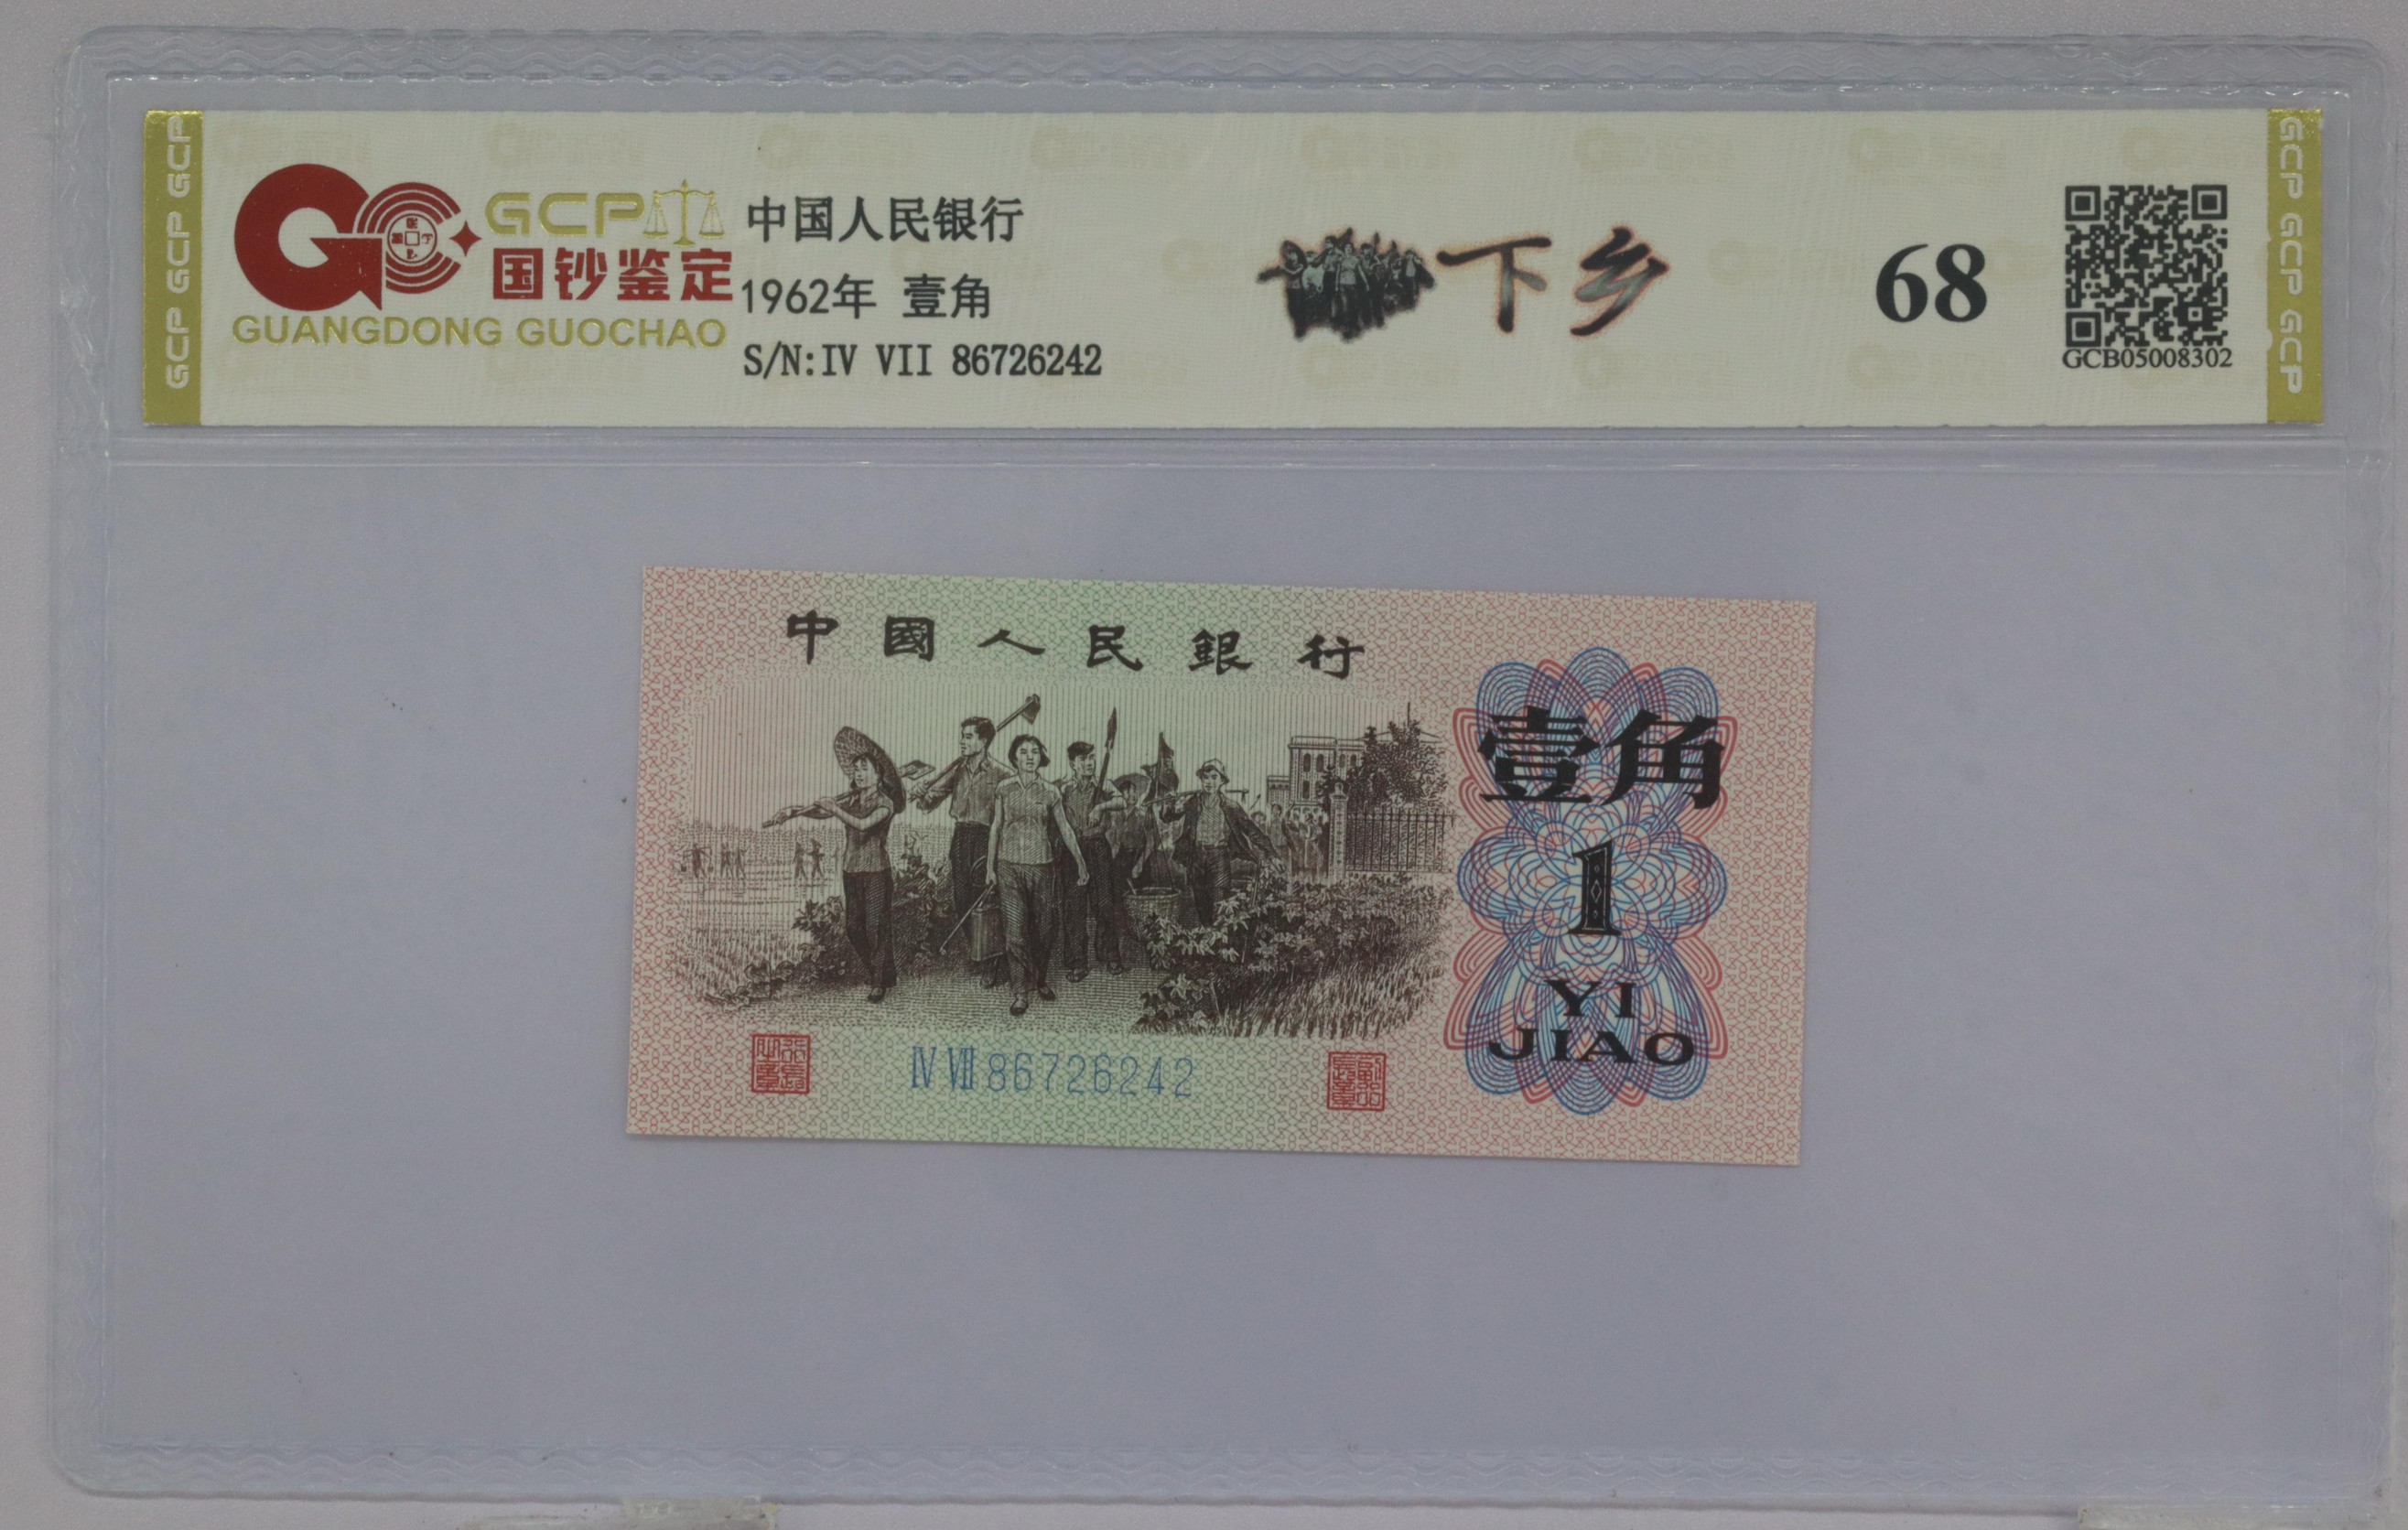 GCP GCP GCP
GCP
国钞鉴定
GUANGDONG GUOCHAO
中国人民银行
1962年 壹角
S/N:IV VII 86726242
下乡
68
GCB05008302
GCP GCP GCP
中國人民銀行
壹角
1
YI
JIAO
IV VII 86726242